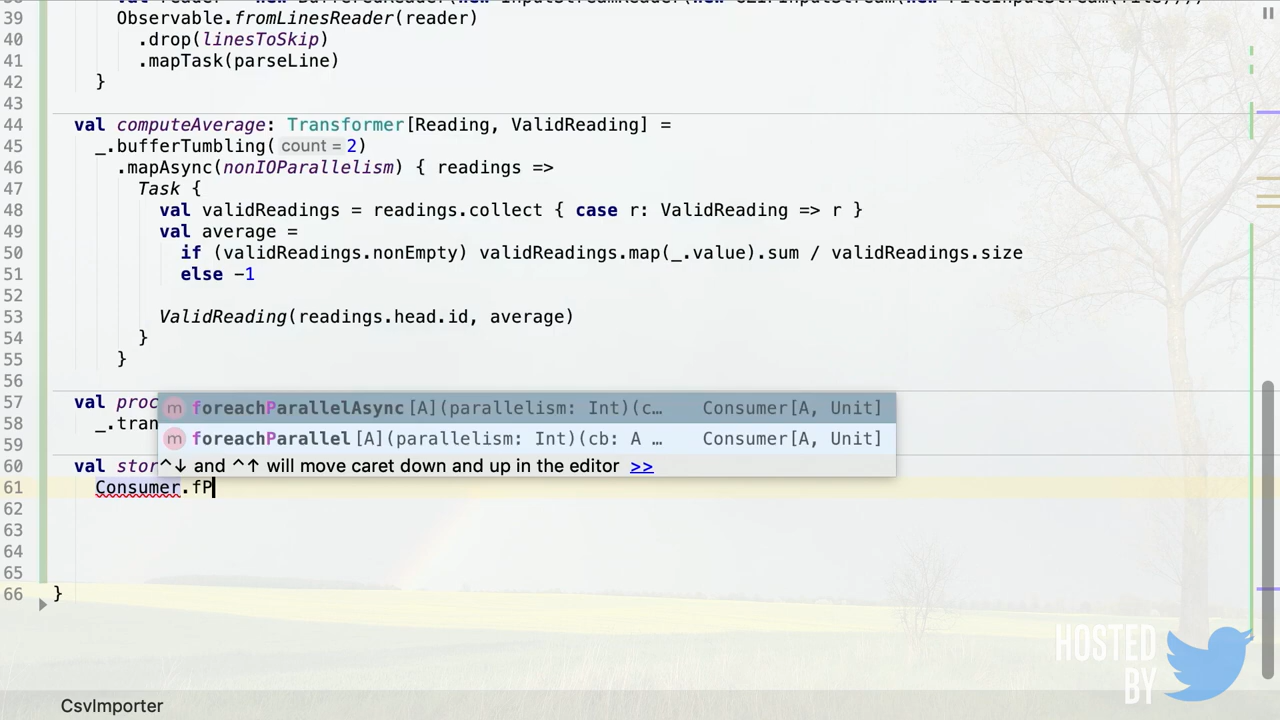 39 Observable.fromLinesReader(reader)
40 .drop(linesToSkip)
41 .mapTask(parseLine)
42 }
43
44 val computeAverage: Transformer[Reading, ValidReading] =
45 _.bufferTumbling( count = 2)
46 .mapAsync(nonIOParallelism) { readings =>
47 Task {
48 val validReadings = readings.collect { case r: ValidReading => r }
49 val average =
50 if (validReadings.nonEmpty) validReadings.map(_.value).sum / validReadings.size
51 else -1
52
53 ValidReading(readings.head.id, average)
54 }
55 }
56
57 val proc
m foreachParallelAsync[A](parallelism: Int)(c… Consumer[A, Unit]
58 _.tran
m foreachParallel[A](parallelism: Int)(cb: A … Consumer[A, Unit]
59
60 val stor
^↓ and ^↑ will move caret down and up in the editor >>
61 Consumer.fP
62
63
64
65
66 }
HOSTED
BY
CsvImporter